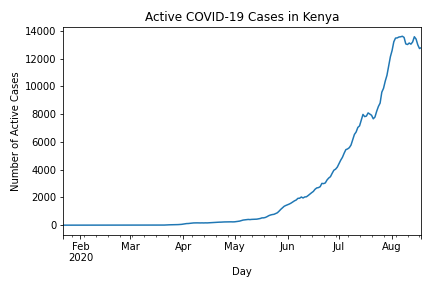 Active COVID-19 Cases in Kenya
14000
12000
10000
8000
6000
4000
2000
0
Number of Active Cases
Feb Mar Apr May Jun Jul Aug
2020
Day